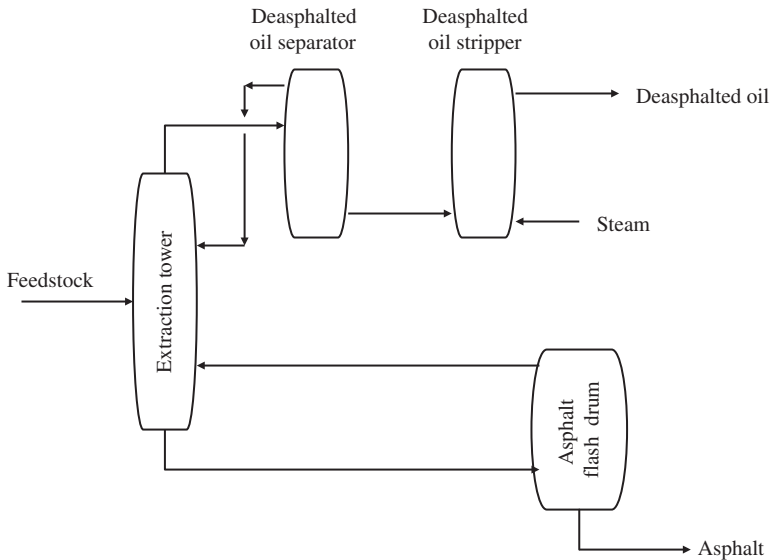 Deasphalted
oil separator
Deasphalted
oil stripper
Deasphalted oil
Steam
Feedstock
Extraction tower
Asphalt
flash drum
Asphalt